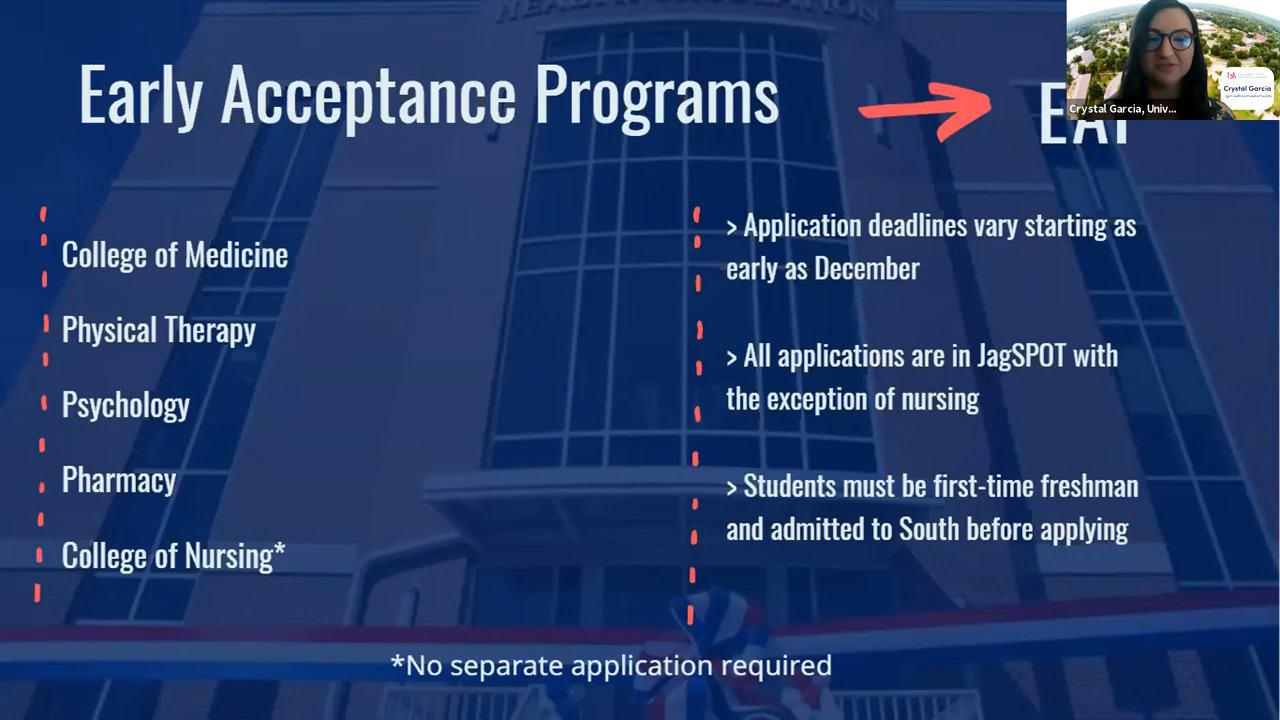 Early Acceptance Programs
EAP
Crystal Garcia
Crystal Garcia, Univ...
College of Medicine
Physical Therapy
Psychology
Pharmacy
College of Nursing*
> Application deadlines vary starting as
early as December
> All applications are in JagSPOT with
the exception of nursing
> Students must be first-time freshman
and admitted to South before applying
*No separate application required